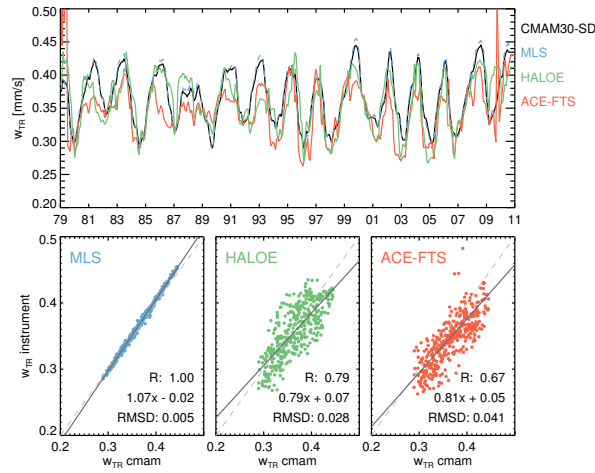 0.50
0.45
0.40
0.35
0.30
0.25
0.20
w_TR [mm/s]
79 81 83 85 87 89 91 93 95 97 99 01 03 05 07 09 11
CMAM30-SD
MLS
HALOE
ACE-FTS
0.5
0.4
0.3
0.2
w_TR instrument
MLS
R: 1.00
1.07x - 0.02
RMSD: 0.005
HALOE
R: 0.79
0.79x + 0.07
RMSD: 0.028
ACE-FTS
R: 0.67
0.81x + 0.05
RMSD: 0.041
0.2 0.3 0.4 0.2 0.3 0.4 0.2 0.3 0.4 0.5
w_TR cmam w_TR cmam w_TR cmam